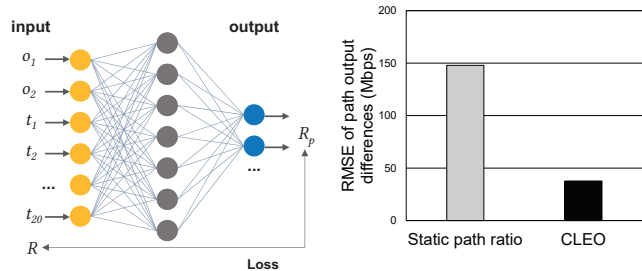 input
output
o1
o2
t1
t2
...
t20
Rp
...
R
Loss
RMSE of path output
differences (Mbps)
200
150
100
50
0
Static path ratio
CLEO